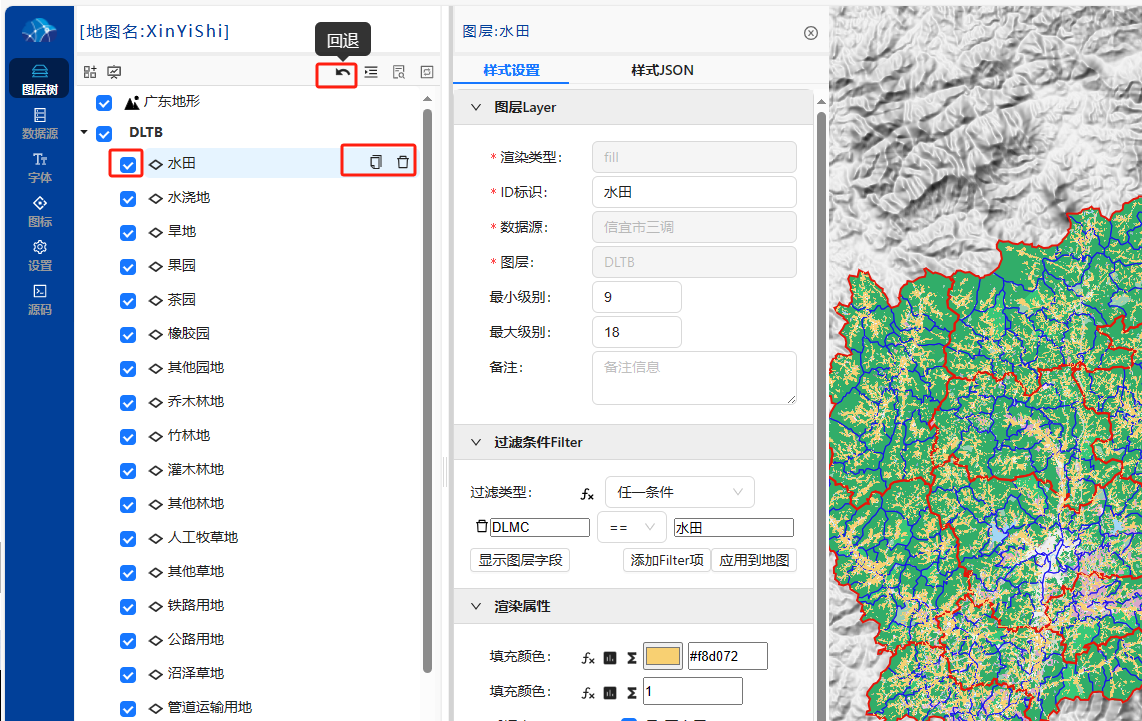 [地图名:XinYiShi]
回退
图层树
数据源
字体
图标
设置
源码
广东地形
DLTB
水田
水浇地
旱地
果园
茶园
橡胶园
其他园地
乔木林地
竹林地
灌木林地
其他林地
人工牧草地
其他草地
铁路用地
公路用地
沼泽草地
管道运输用地
图层:水田
样式设置 样式JSON
图层Layer
* 渲染类型: fill
* ID标识: 水田
* 数据源: 信宜市三调
* 图层: DLTB
最小级别: 9
最大级别: 18
备注: 备注信息
过滤条件Filter
过滤类型: fx 任一条件
DLMC == 水田
显示图层字段 添加Filter项 应用到地图
渲染属性
填充颜色: fx Σ #f8d072
填充颜色: fx Σ 1